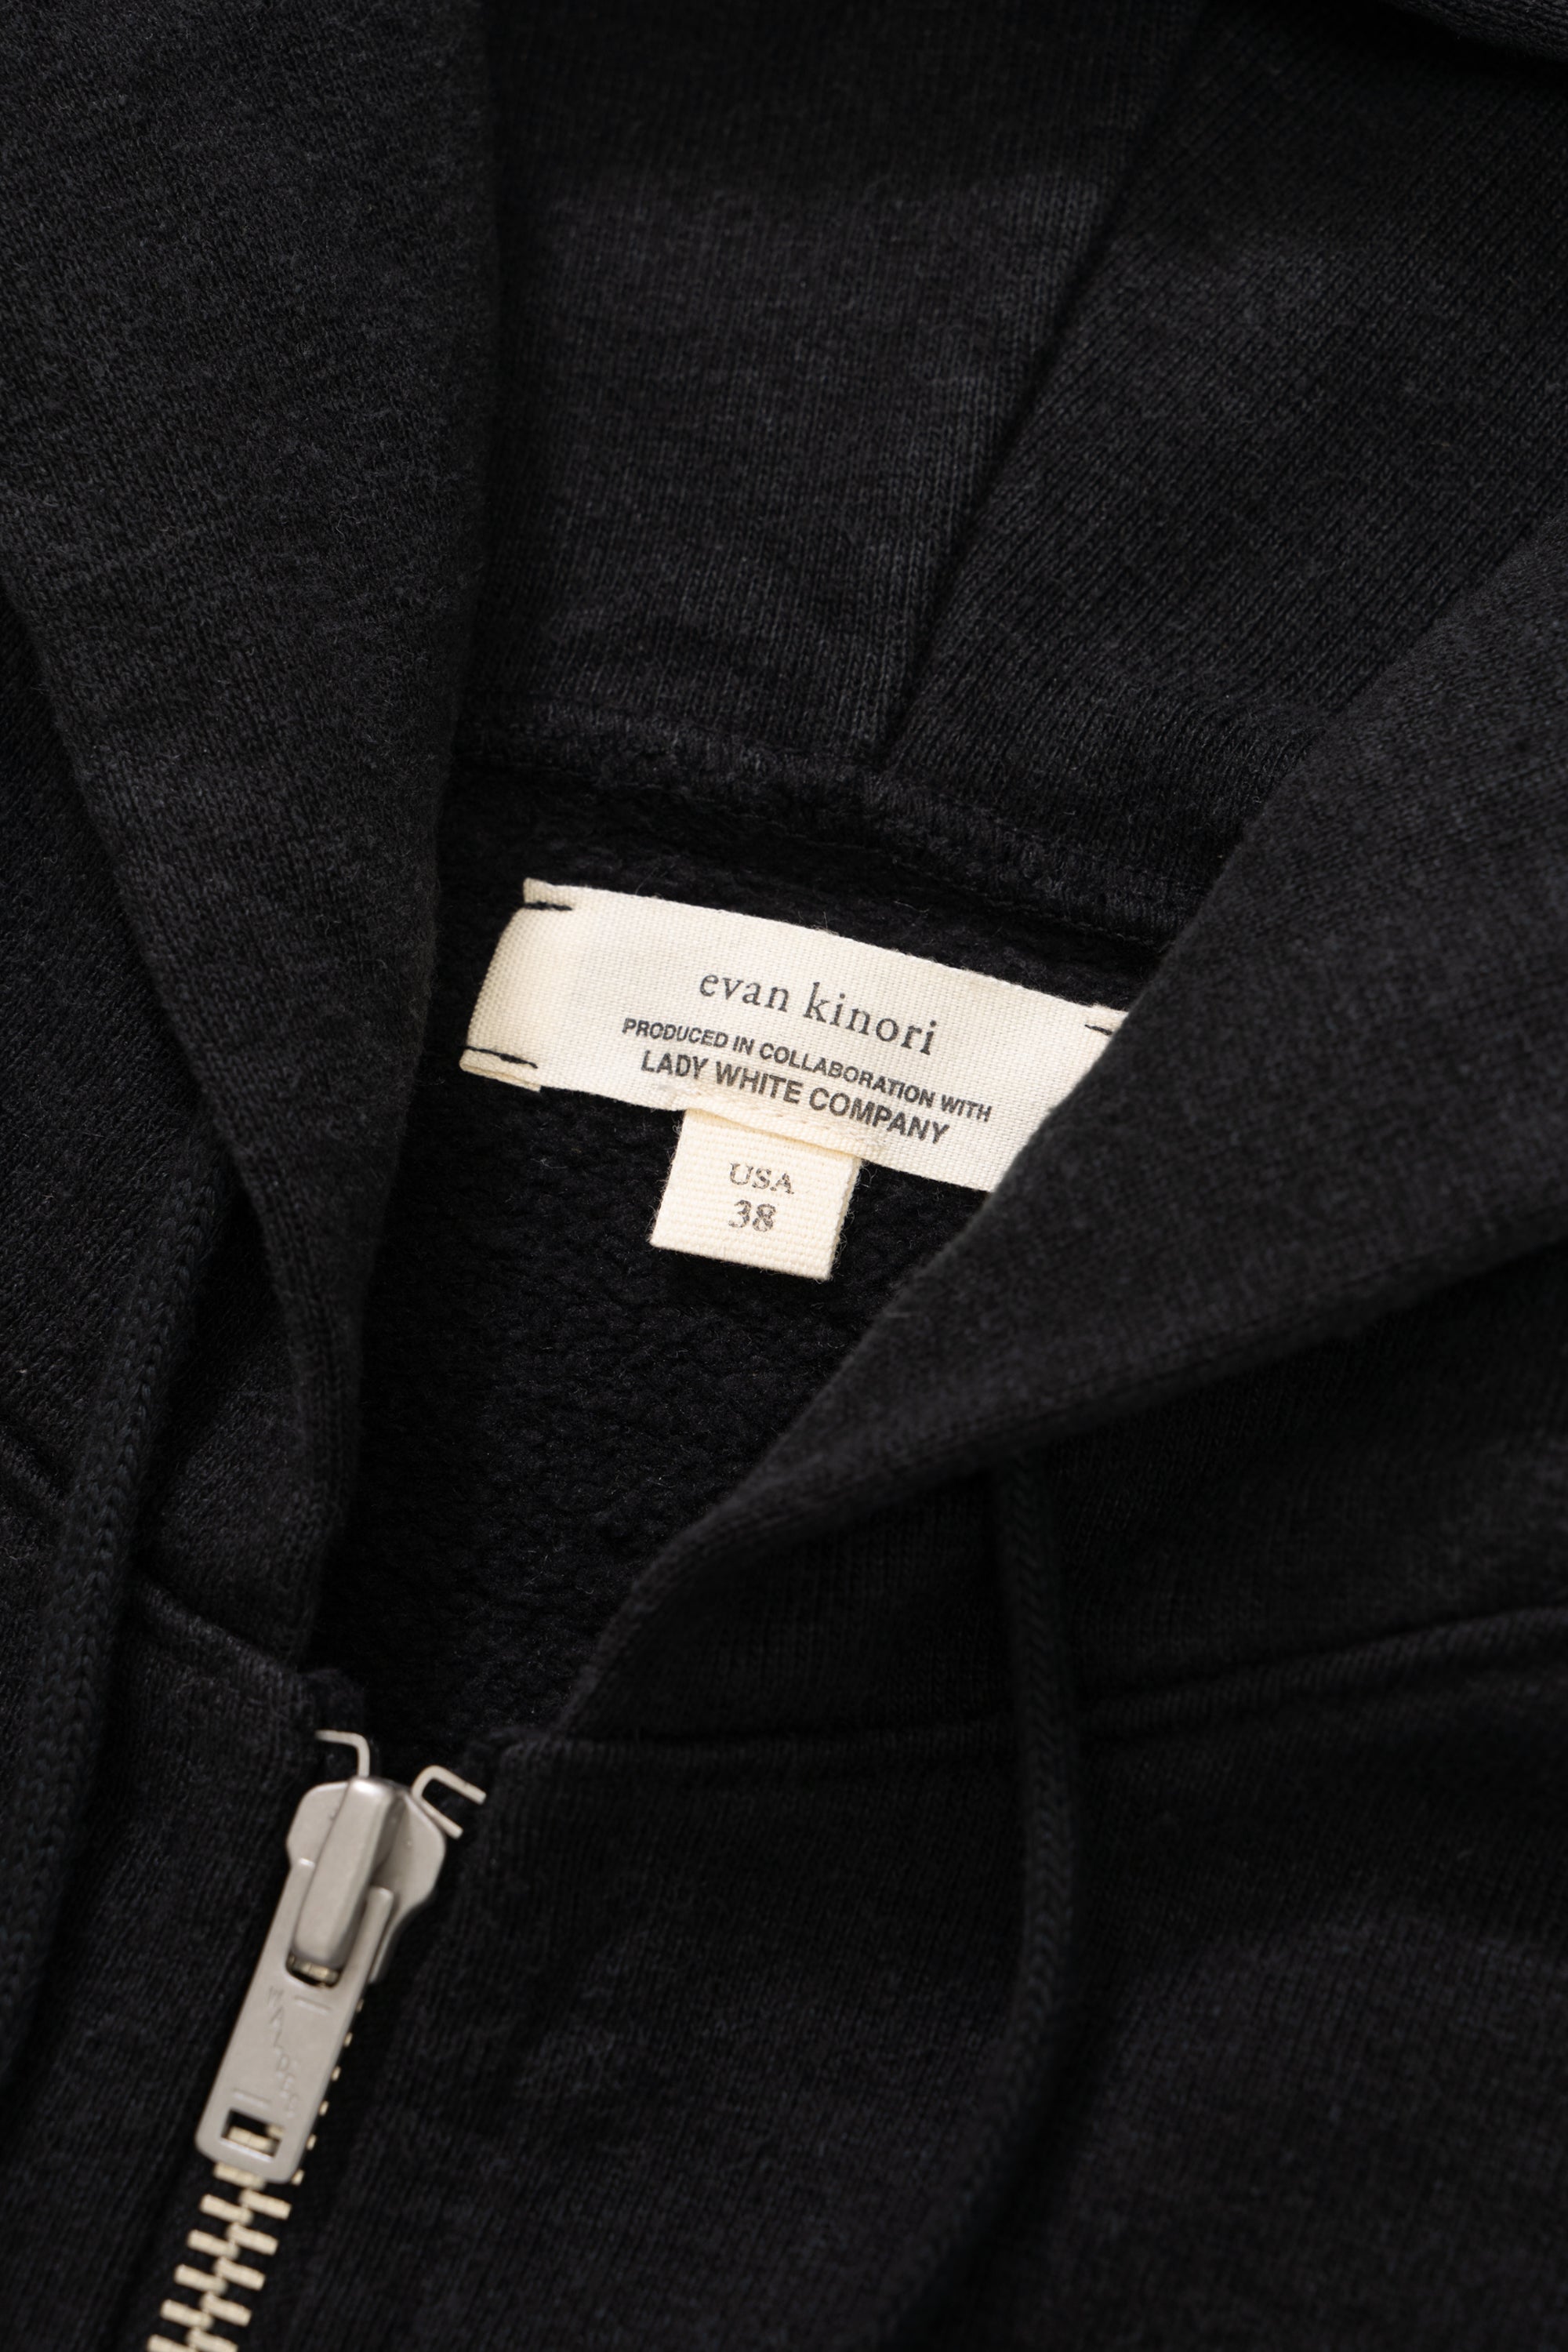 evan kinori
PRODUCED IN COLLABORATION WITH
LADY WHITE COMPANY
USA
38